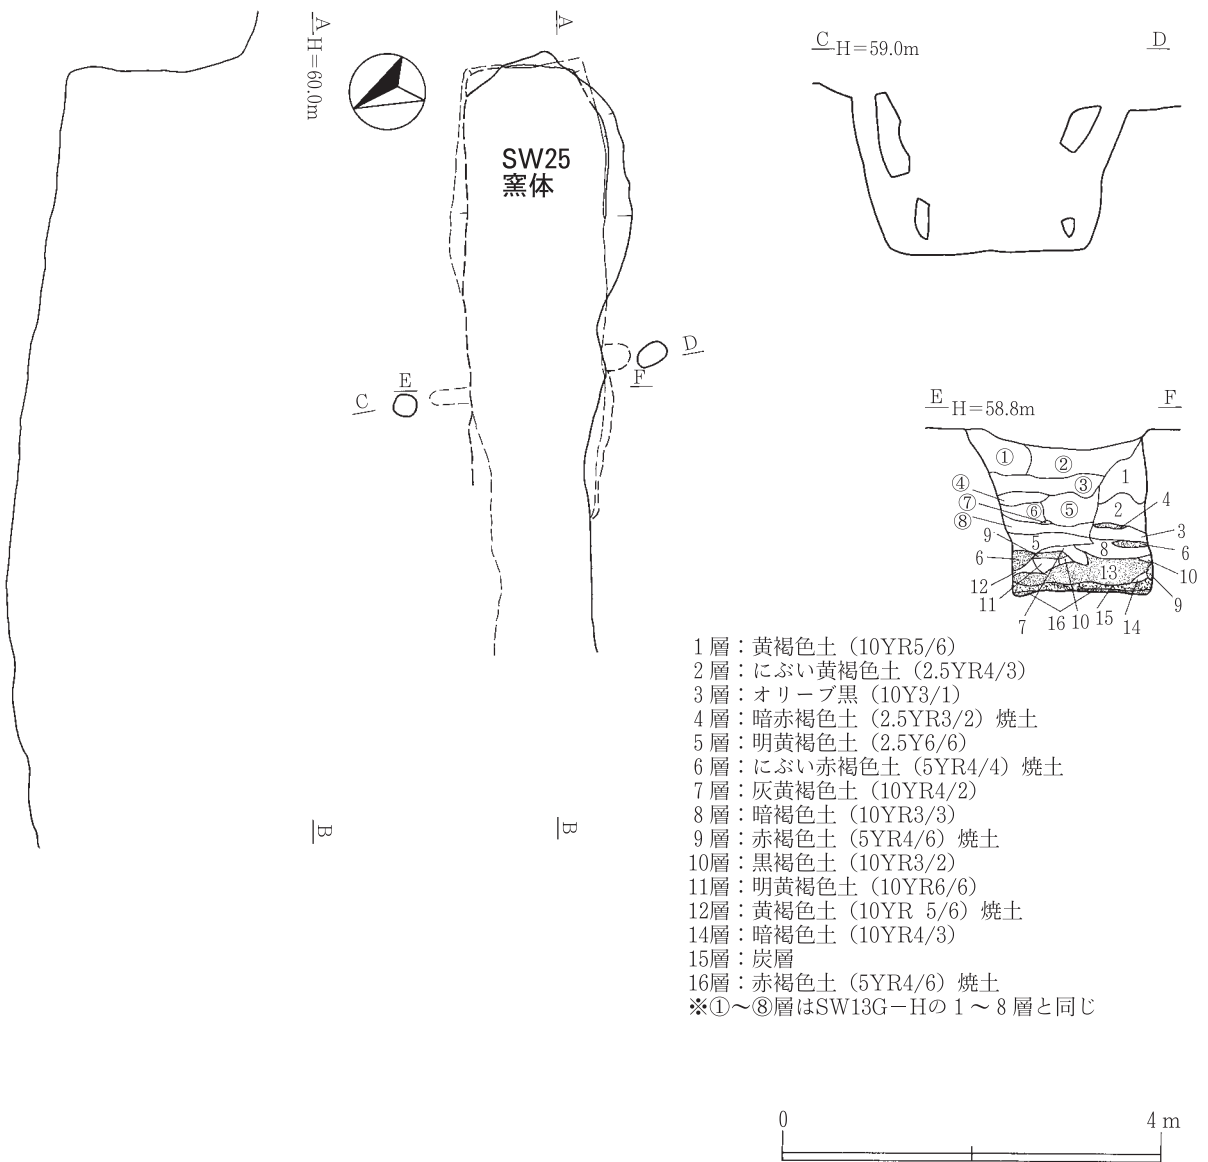 A H=60.0m
A
SW25
窯体
C
E
D
F
B
B
C H=59.0m D
E H=58.8m F
① ② 1
③
④ 4
⑦ ⑥ ⑤ 2
⑧ 3
9 5 8 6
6 13 10
12
11 9
7 16 10 15 14
1層：黄褐色土（10YR5/6）
2層：にぶい黄褐色土（2.5YR4/3）
3層：オリーブ黒（10Y3/1）
4層：暗赤褐色土（2.5YR3/2）焼土
5層：明黄褐色土（2.5Y6/6）
6層：にぶい赤褐色土（5YR4/4）焼土
7層：灰黄褐色土（10YR4/2）
8層：暗褐色土（10YR3/3）
9層：赤褐色土（5YR4/6）焼土
10層：黒褐色土（10YR3/2）
11層：明黄褐色土（10YR6/6）
12層：黄褐色土（10YR 5/6）焼土
14層：暗褐色土（10YR4/3）
15層：炭層
16層：赤褐色土（5YR4/6）焼土
※①～⑧層はSW13G－Hの1～8層と同じ
0 4 m